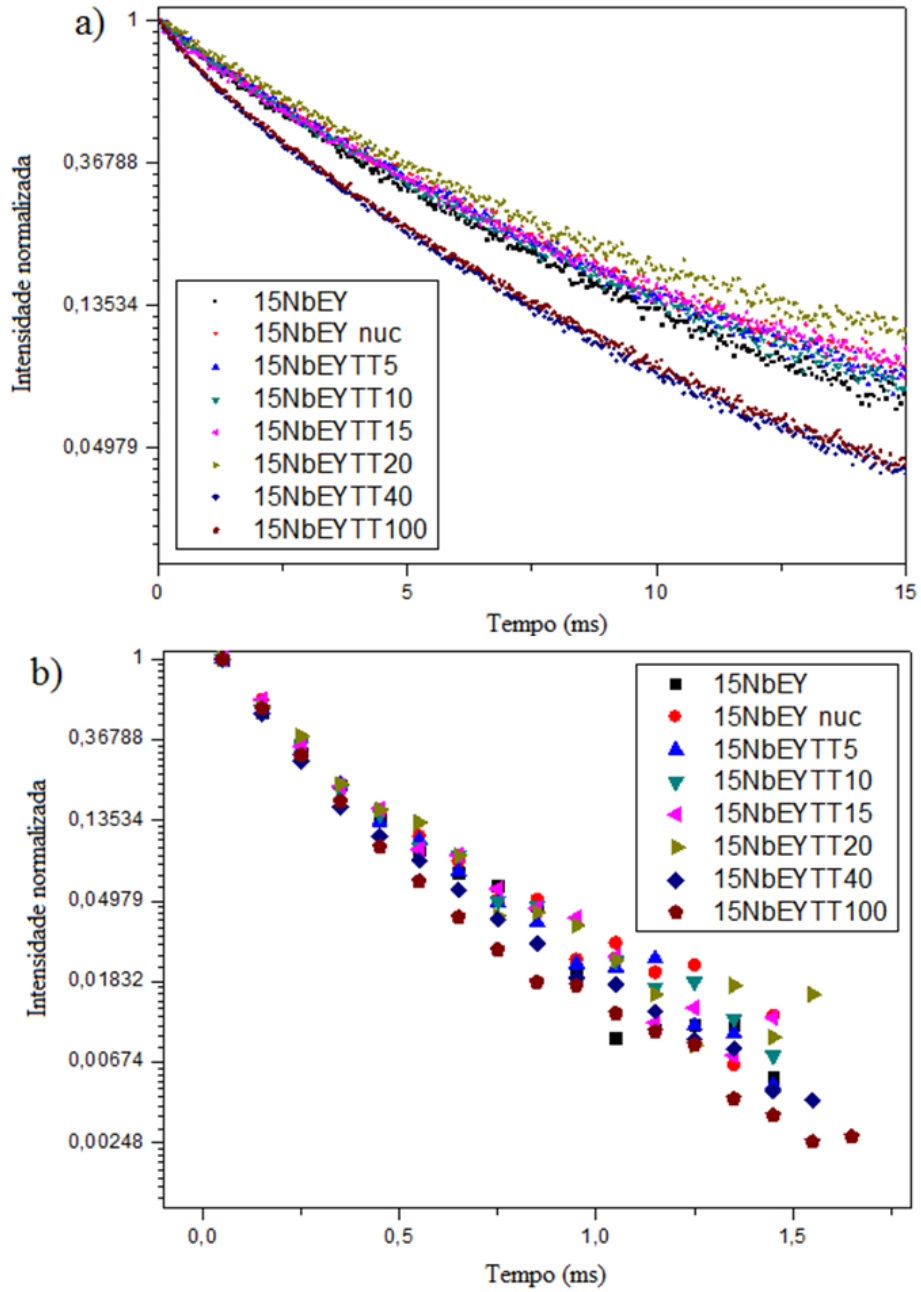 a)
Intensidade normalizada
1
0,36788
0,13534
0,04979
15NbEY
15NbEY nuc
15NbEYTT5
15NbEYTT10
15NbEYTT15
15NbEYTT20
15NbEYTT40
15NbEYTT100
0
5
10
15
Tempo (ms)
b)
Intensidade normalizada
1
0,36788
0,13534
0,04979
0,01832
0,00674
0,00248
15NbEY
15NbEY nuc
15NbEYTT5
15NbEYTT10
15NbEYTT15
15NbEYTT20
15NbEYTT40
15NbEYTT100
0,0
0,5
1,0
1,5
Tempo (ms)